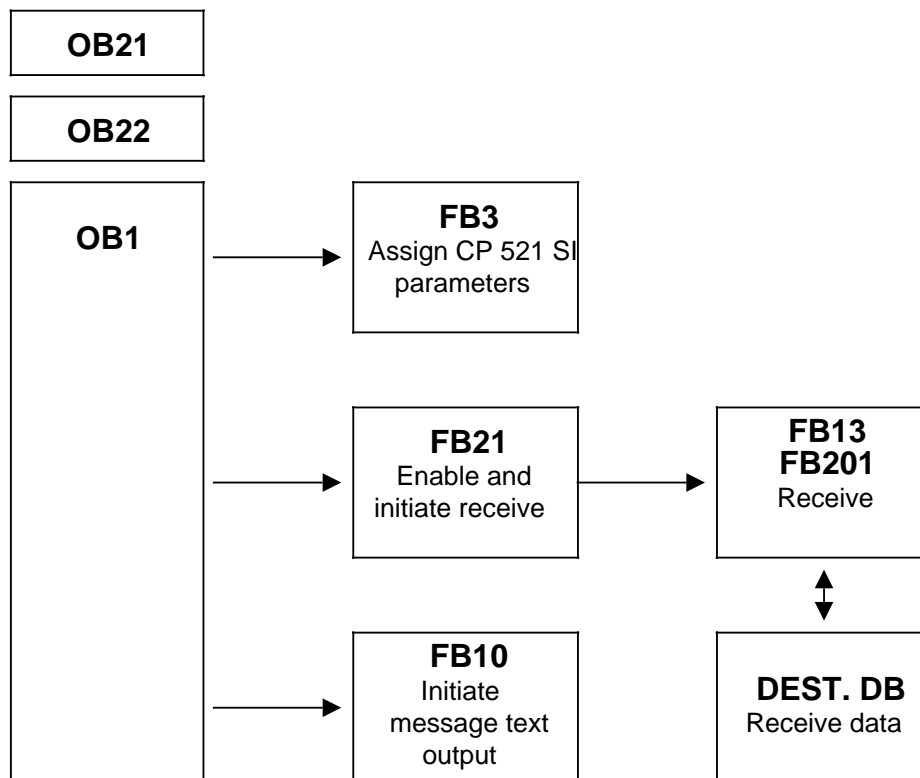 OB21
OB22
OB1
FB3
Assign CP 521 SI
parameters
FB21
Enable and
initiate receive
FB13
FB201
Receive
FB10
Initiate
message text
output
DEST. DB
Receive data